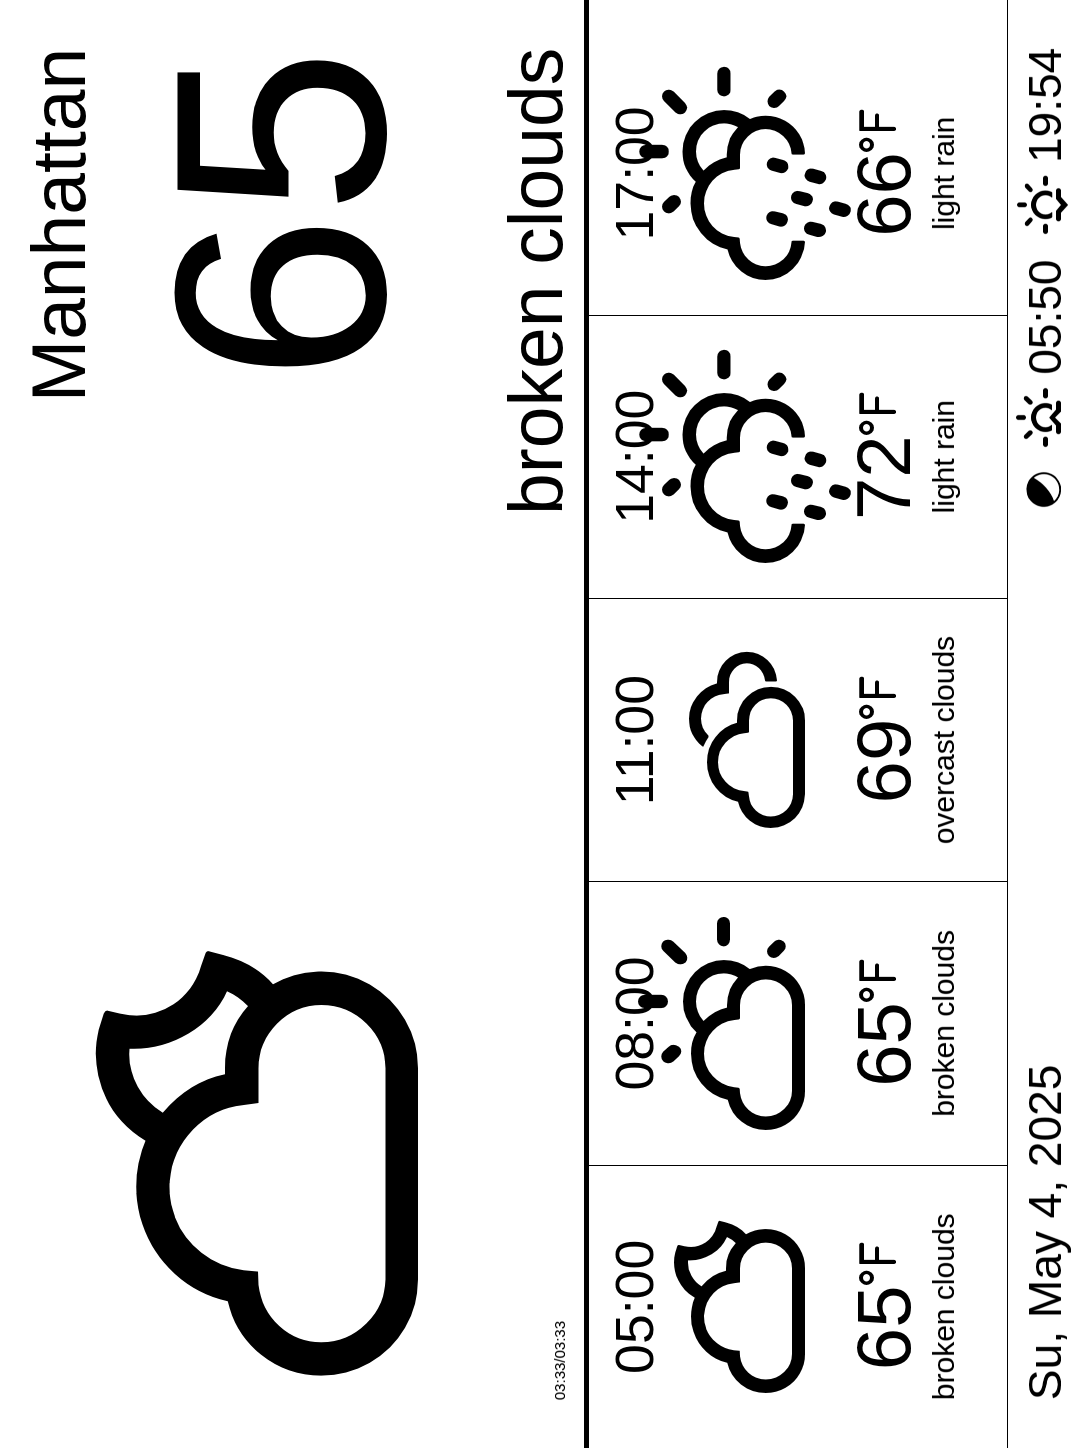 Manhattan
65
broken clouds
03:33/03:33
05:00
65°F
broken clouds
08:00
65°F
broken clouds
11:00
69°F
overcast clouds
14:00
72°F
light rain
17:00
66°F
light rain
Su, May 4, 2025
05:50
19:54